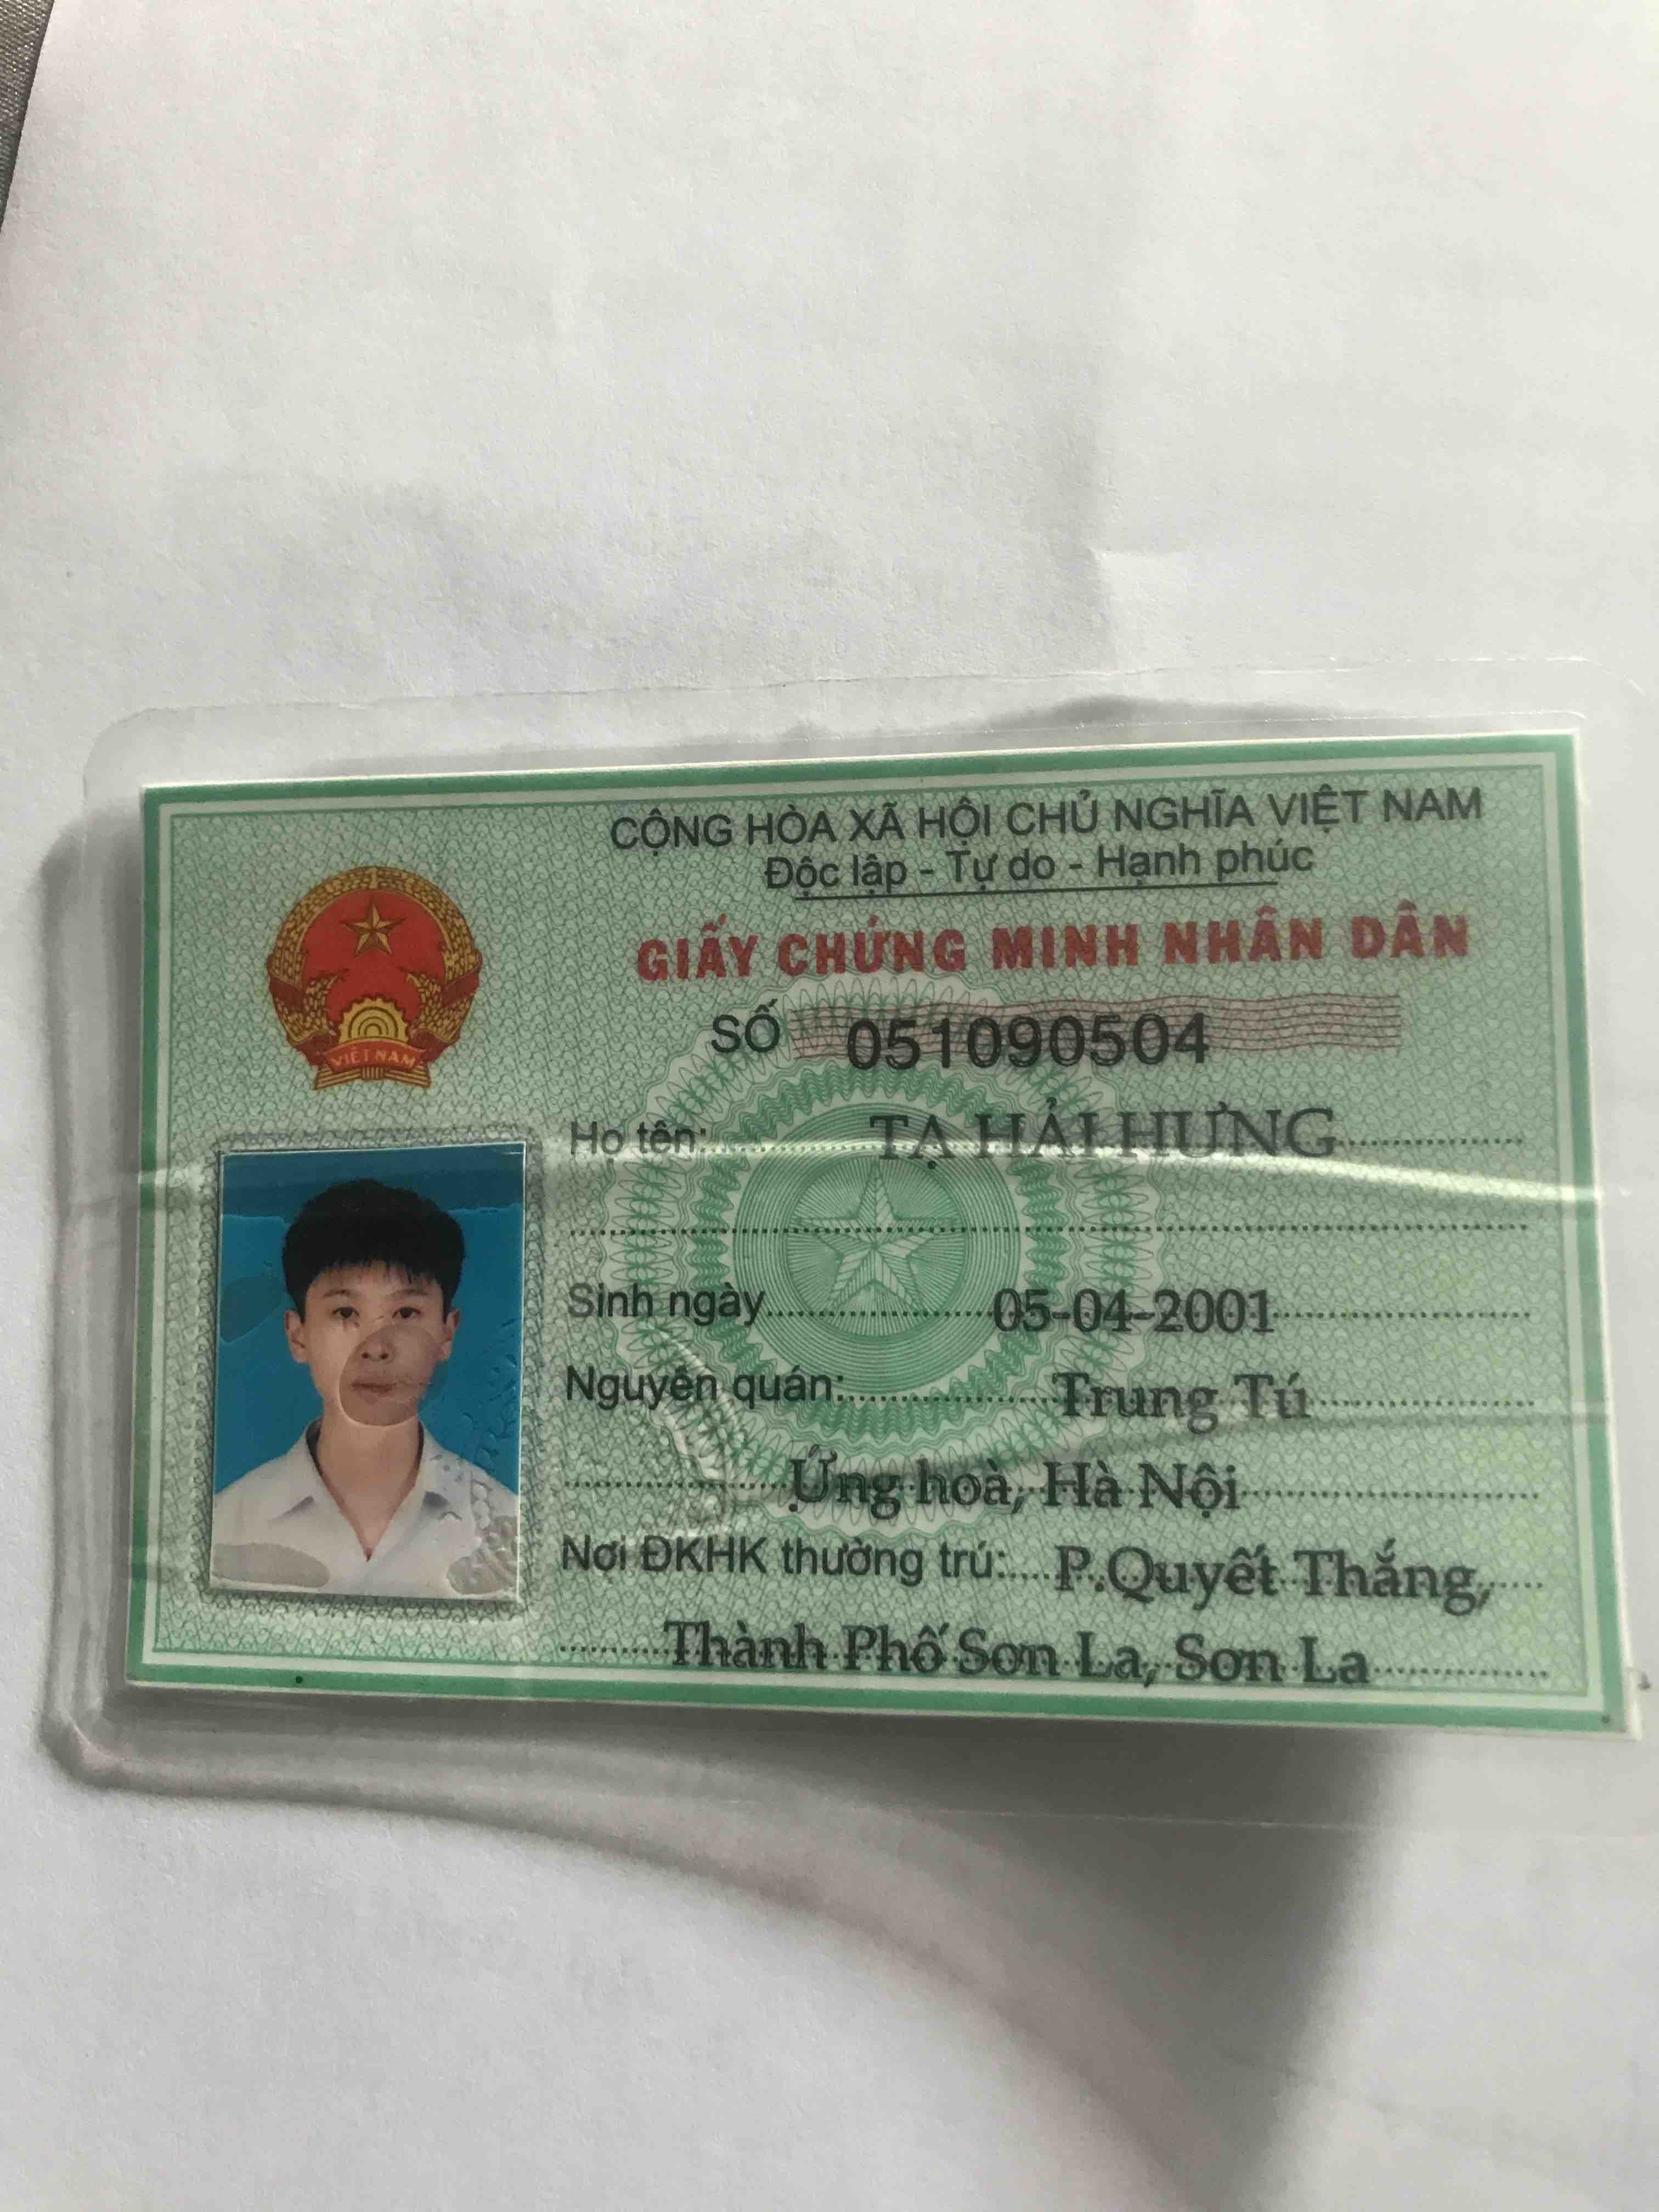 CỘNG HÒA XÃ HỘI CHỦ NGHĨA VIỆT NAM
Độc lập - Tự do - Hạnh phúc
GIẤY CHỨNG MINH NHÂN DÂN
SỐ 051090504
VIỆT NAM
Họ tên: TẠ HẢI HƯNG
Sinh ngày 05-04-2001
Nguyên quán: Trung Tú
Ứng hoà, Hà Nội
Nơi ĐKHK thường trú: P.Quyết Thắng,
Thành Phố Sơn La, Sơn La